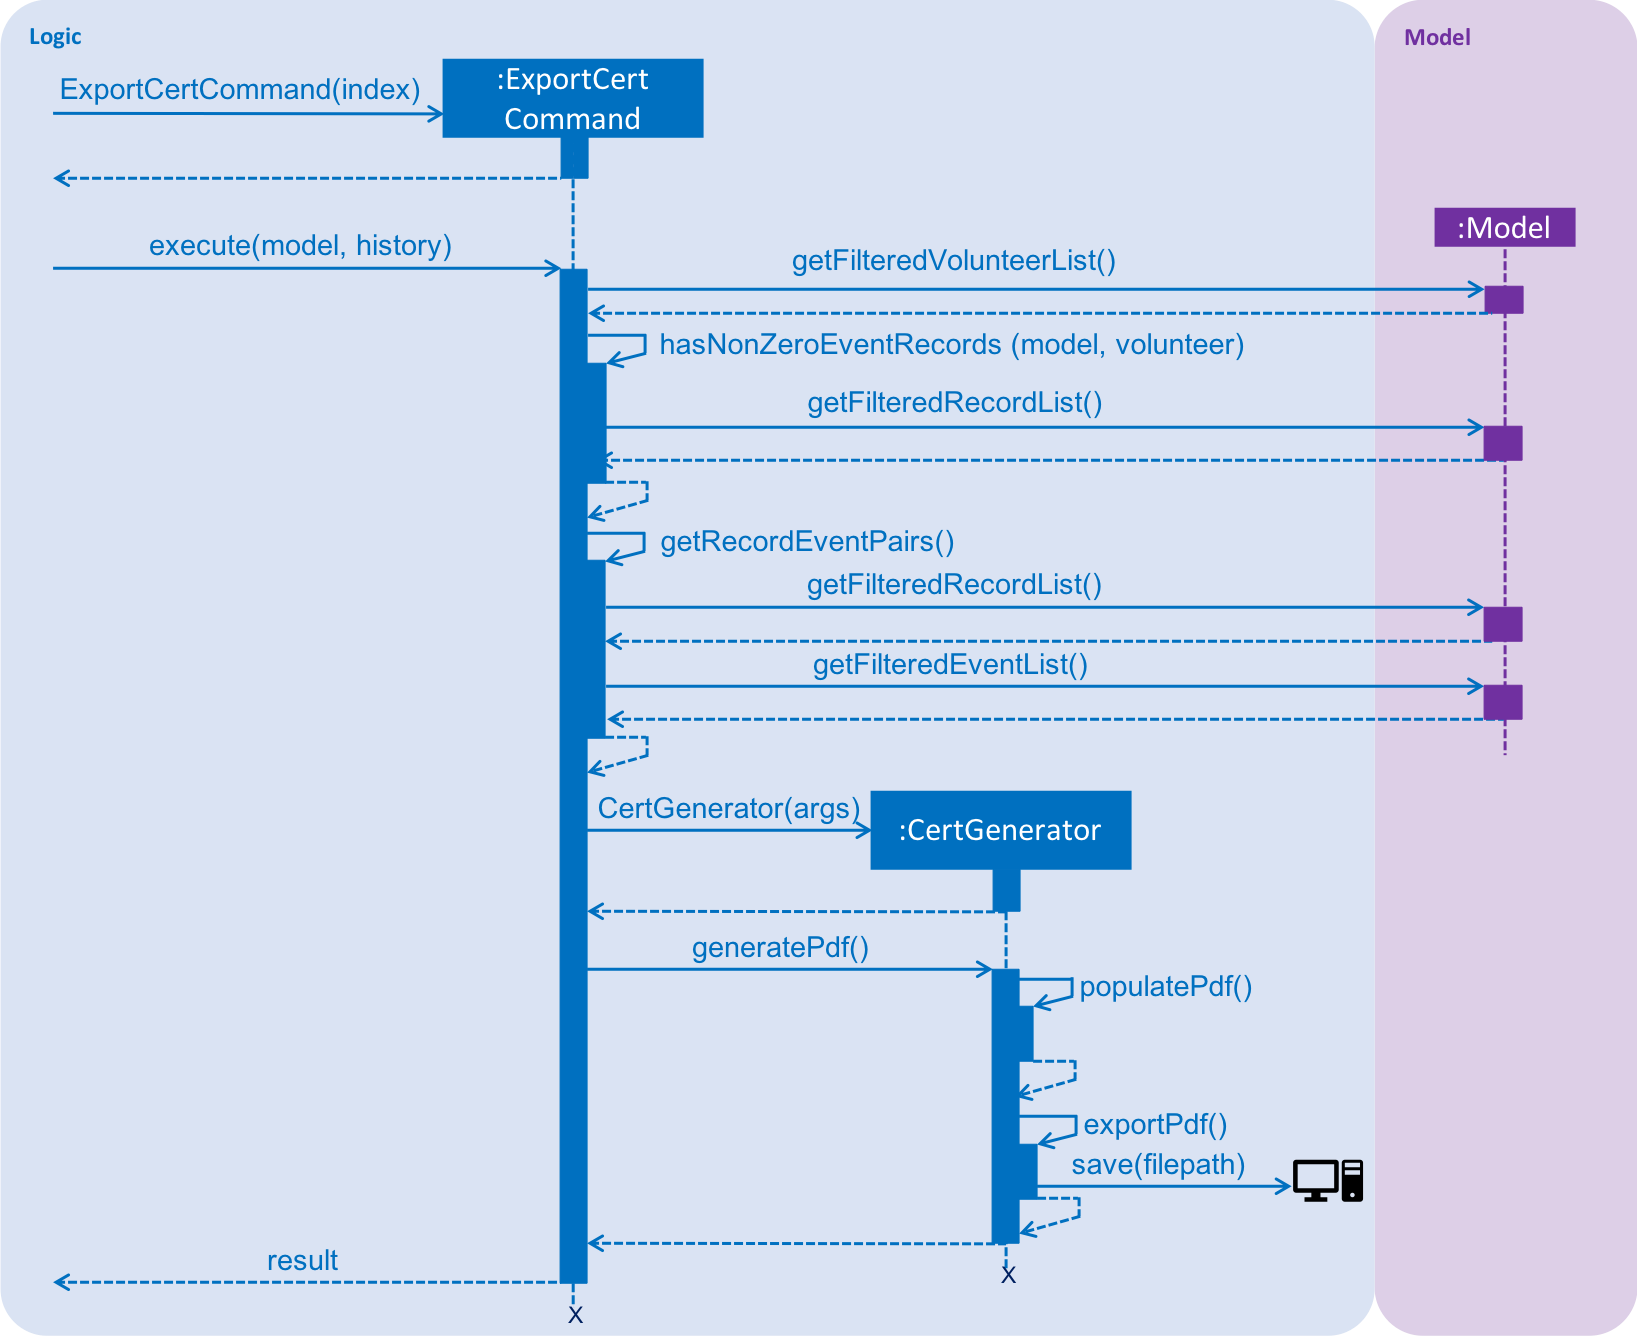 Logic
Model
:ExportCert
Command
ExportCertCommand(index)
:Model
execute(model, history)
getFilteredVolunteerList()
hasNonZeroEventRecords (model, volunteer)
getFilteredRecordList()
getRecordEventPairs()
getFilteredRecordList()
getFilteredEventList()
CertGenerator(args)
:CertGenerator
generatePdf()
populatePdf()
exportPdf()
save(filepath)
result
X
X